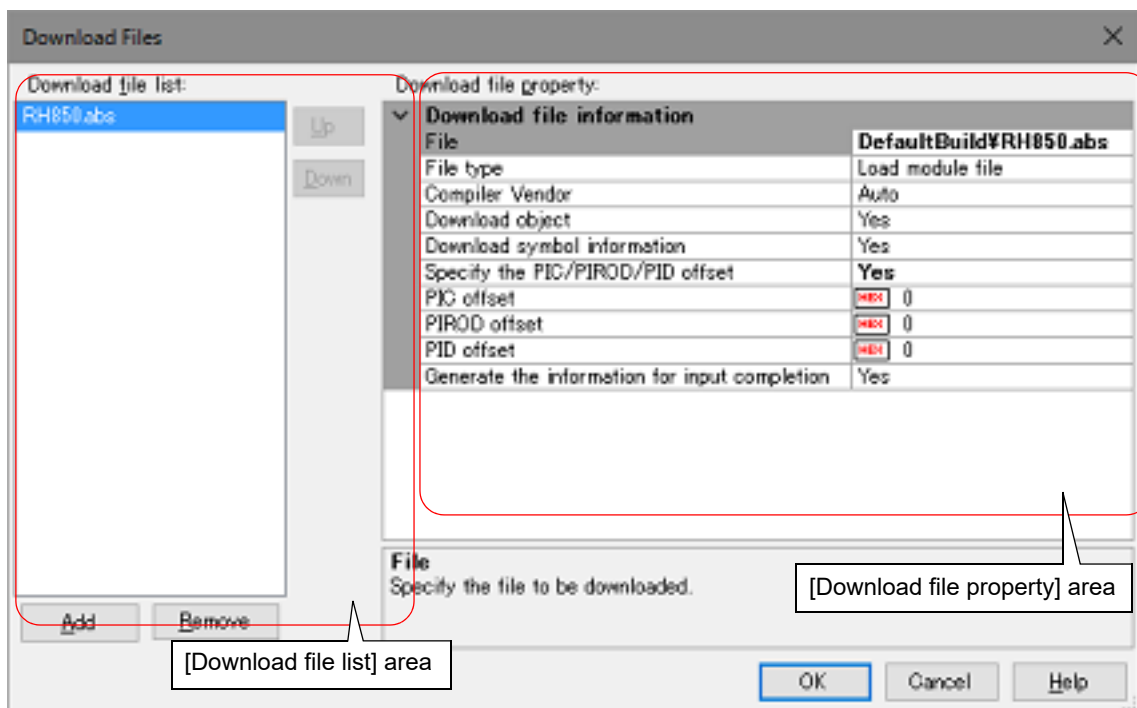 Download Files
Download file list:
RH850.abs
Up
Down
Add
Remove
[Download file list] area
Download file property:
Download file information
File DefaultBuild¥RH850.abs
File type Load module file
Compiler Vendor Auto
Download object Yes
Download symbol information Yes
Specify the PIC/PIROD/PID offset Yes
PIC offset HEX 0
PIROD offset HEX 0
PID offset HEX 0
Generate the information for input completion Yes
File
Specify the file to be downloaded.
[Download file property] area
OK
Cancel
Help